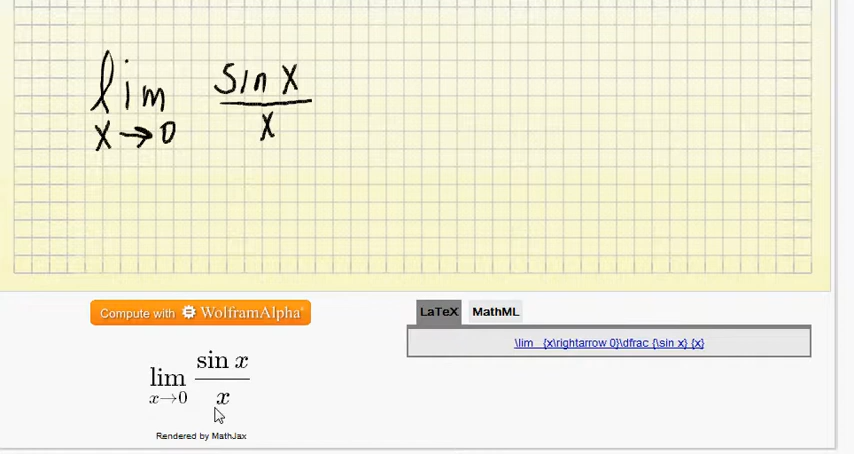 lim sin x
x→0 x
Compute with WolframAlpha
LaTeX MathML
\lim _{x\rightarrow 0}\dfrac {\sin x} {x}
lim sin x
x→0 x
Rendered by MathJax